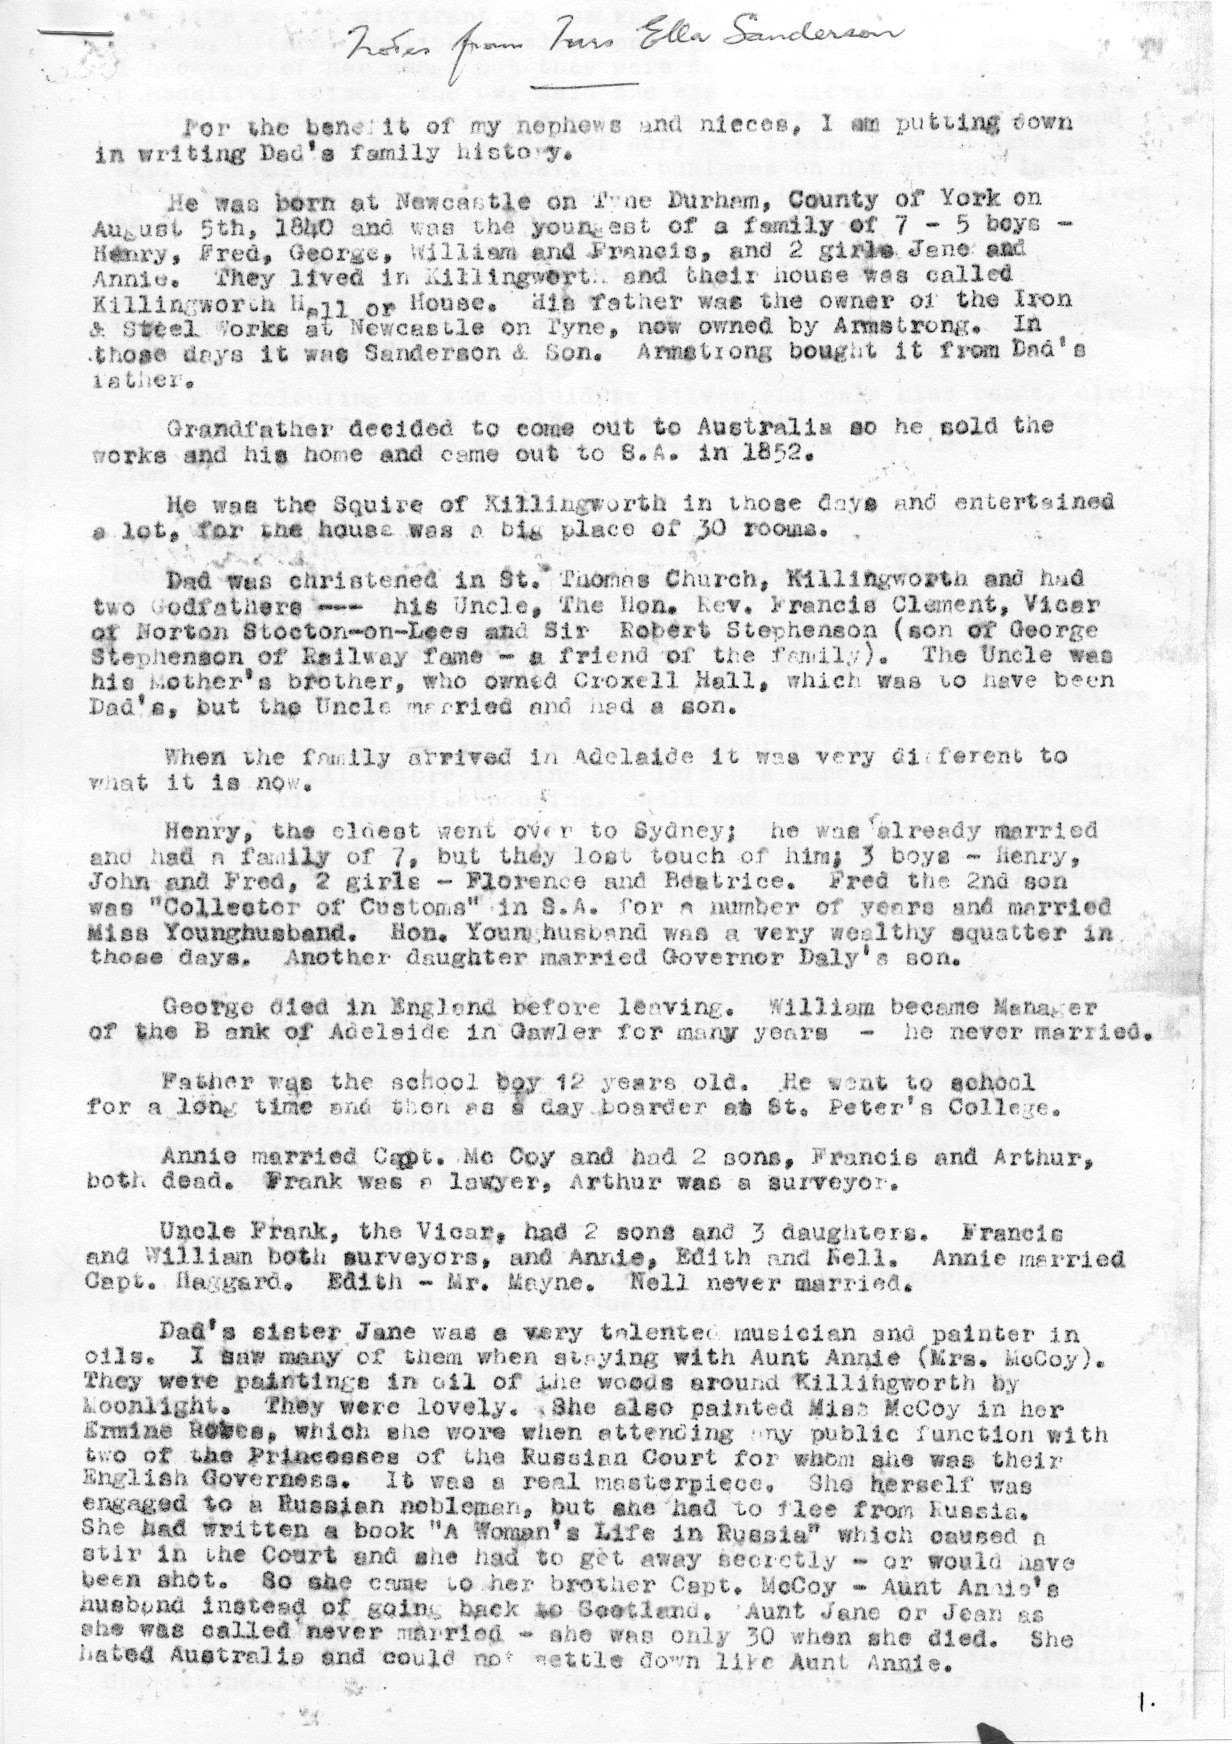 Notes from Miss Ella Sanderson
For the benefit of my nephews and nieces, I am putting down
in writing Dad's family history.
He was born at Newcastle on Tyne Durham, County of York on
August 5th, 1840 and was the youngest of a family of 7 - 5 boys -
Henry, Fred, George, William and Francis, and 2 girls Jane and
Annie. They lived in Killingworth and their house was called
Killingworth Hall or House. His father was the owner of the Iron
& Steel Works at Newcastle on Tyne, now owned by Armstrong. In
those days it was Sanderson & Son. Armstrong bought it from Dad's
father.
Grandfather decided to come out to Australia so he sold the
works and his home and came out to S.A. in 1852.
He was the Squire of Killingworth in those days and entertained
a lot, for the house was a big place of 30 rooms.
Dad was christened in St. Thomas Church, Killingworth and had
two Godfathers --- his Uncle, The Hon. Rev. Francis Clement, Vicar
of Norton Stocton-on-Lees and Sir Robert Stephenson (son of George
Stephenson of Railway fame - a friend of the family). The Uncle was
his Mother's brother, who owned Croxell Hall, which was to have been
Dad's, but the Uncle married and had a son.
When the family arrived in Adelaide it was very different to
what it is now.
Henry, the eldest went over to Sydney; he was already married
and had a family of 7, but they lost touch of him; 3 boys - Henry,
John and Fred, 2 girls - Florence and Beatrice. Fred the 2nd son
was "Collector of Customs" in S.A. for a number of years and married
Miss Younghusband. Hon. Younghusband was a very wealthy squatter in
those days. Another daughter married Governor Daly's son.
George died in England before leaving. William became Manager
of the B ank of Adelaide in Gawler for many years - he never married.
Father was the school boy 12 years old. He went to school
for a long time and then as a day boarder at St. Peter's College.
Annie married Capt. Mc Coy and had 2 sons, Francis and Arthur,
both dead. Frank was a lawyer, Arthur was a surveyor.
Uncle Frank, the Vicar, had 2 sons and 3 daughters. Francis
and William both surveyors, and Annie, Edith and Nell. Annie married
Capt. Haggard. Edith - Mr. Mayne. Nell never married.
Dad's sister Jane was a very talented musician and painter in
oils. I saw many of them when staying with Aunt Annie (Mrs. McCoy).
They were paintings in oil of the woods around Killingworth by
Moonlight. They were lovely. She also painted Miss McCoy in her
Ermine Robes, which she wore when attending any public function with
two of the Princesses of the Russian Court for whom she was their
English Governess. It was a real masterpiece. She herself was
engaged to a Russian nobleman, but she had to flee from Russia.
She had written a book "A Woman's Life in Russia" which caused a
stir in the Court and she had to get away secretly - or would have
been shot. So she came to her brother Capt. McCoy - Aunt Annie's
husband instead of going back to Scotland. Aunt Jane or Jean as
she was called never married - she was only 30 when she died. She
hated Australia and could not settle down like Aunt Annie.
1.